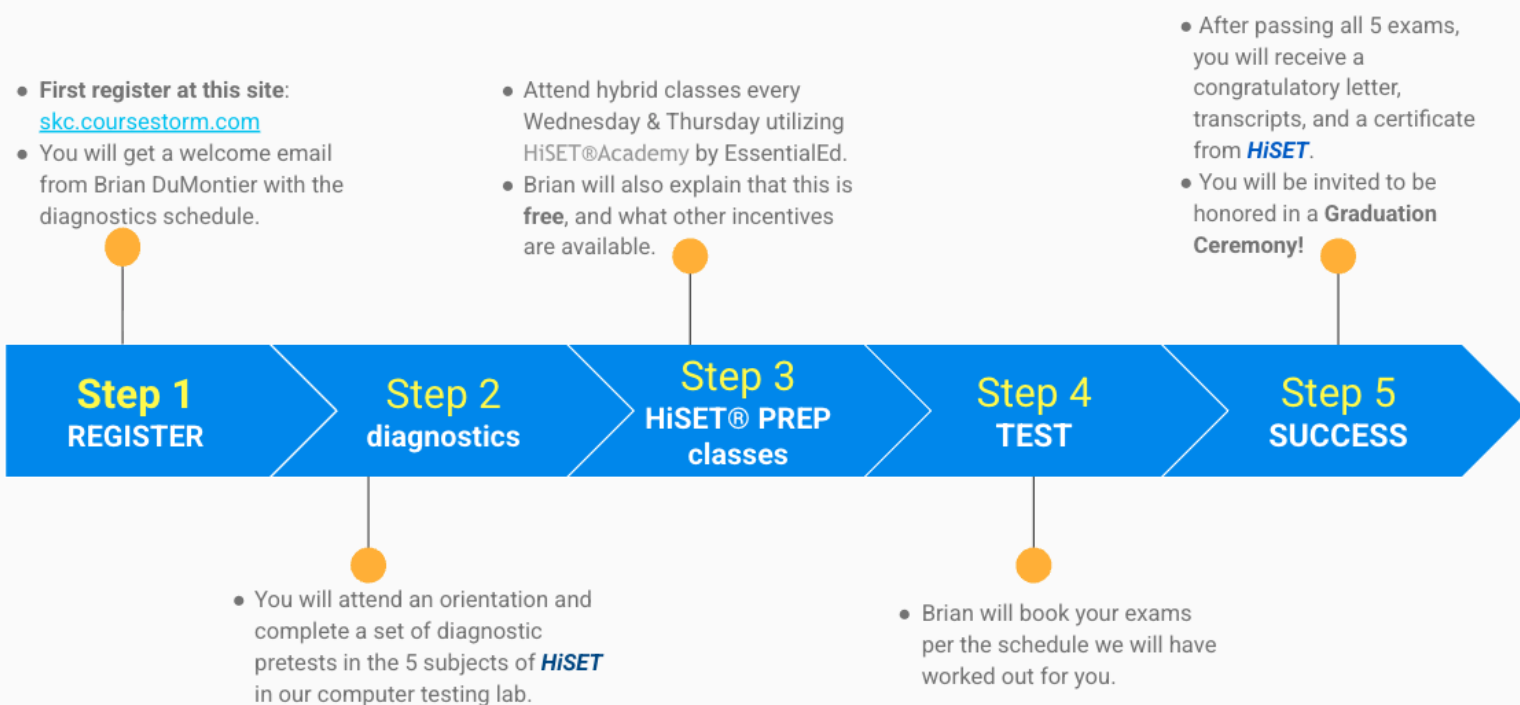 ● First register at this site:
skc.coursestorm.com
● You will get a welcome email
from Brian DuMontier with the
diagnostics schedule.
● Attend hybrid classes every
Wednesday & Thursday utilizing
HiSET®Academy by EssentialEd.
● Brian will also explain that this is
free, and what other incentives
are available.
● After passing all 5 exams,
you will receive a
congratulatory letter,
transcripts, and a certificate
from HiSET.
● You will be invited to be
honored in a Graduation
Ceremony!
Step 1
REGISTER
Step 2
diagnostics
Step 3
HiSET® PREP
classes
Step 4
TEST
Step 5
SUCCESS
● You will attend an orientation and
complete a set of diagnostic
pretests in the 5 subjects of HiSET
in our computer testing lab.
● Brian will book your exams
per the schedule we will have
worked out for you.